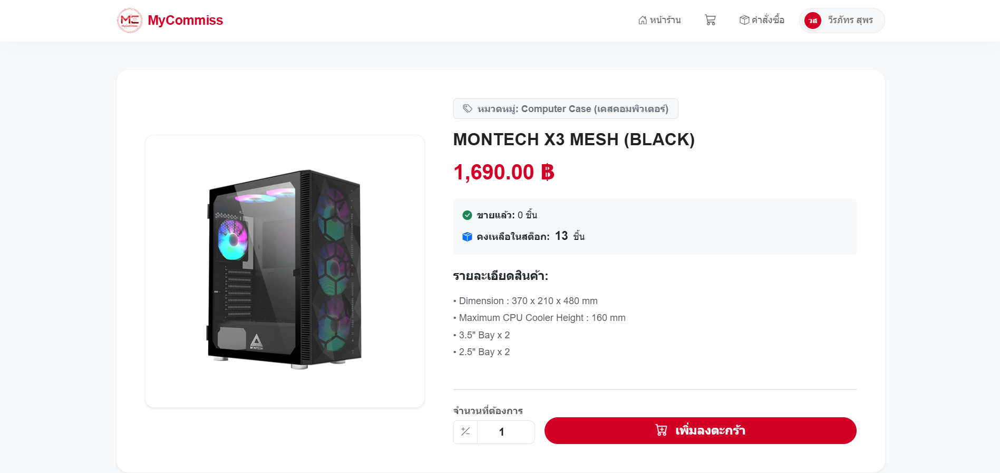 ME
MyCommiss
MyCommiss
หน้าร้าน
คำสั่งซื้อ
วส
วีรภัทร สุพร
หมวดหมู่: Computer Case (เคสคอมพิวเตอร์)
MONTECH X3 MESH (BLACK)
1,690.00 ฿
ขายแล้ว: 0 ชิ้น
คงเหลือในสต็อก: 13 ชิ้น
รายละเอียดสินค้า:
• Dimension : 370 x 210 x 480 mm
• Maximum CPU Cooler Height : 160 mm
• 3.5" Bay x 2
• 2.5" Bay x 2
MONTECH
จำนวนที่ต้องการ
1
เพิ่มลงตะกร้า